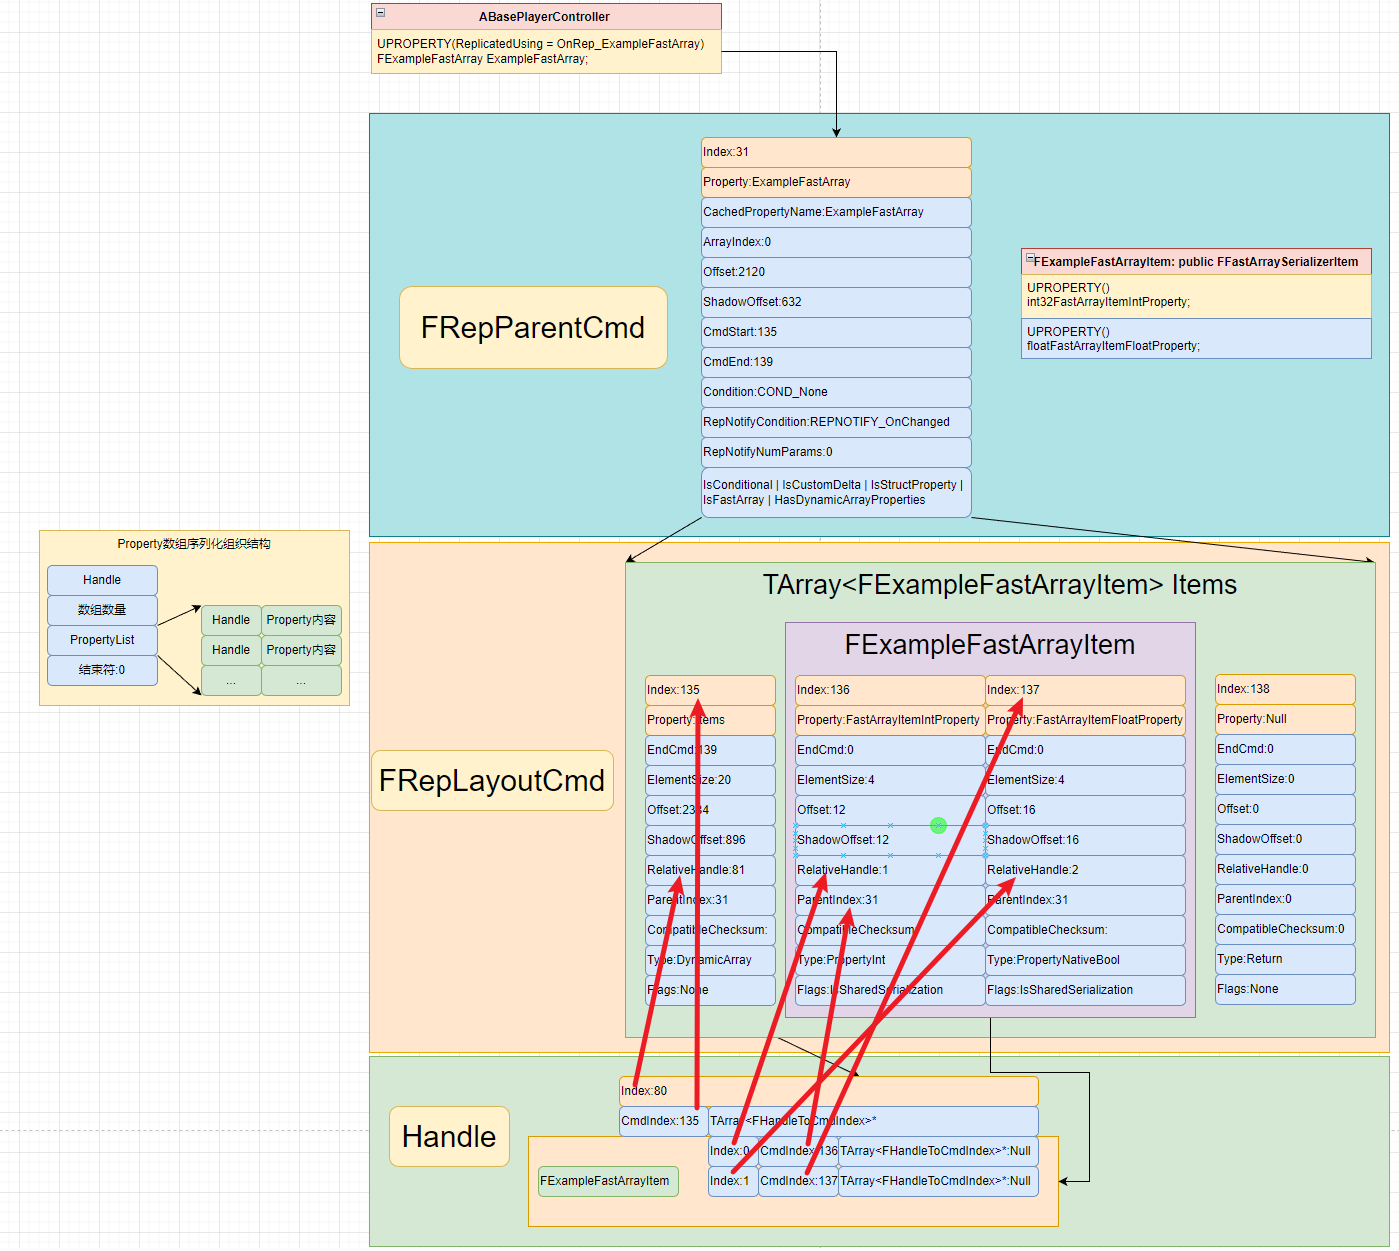 ABasePlayerController
UPROPERTY(ReplicatedUsing = OnRep_ExampleFastArray)
FExampleFastArray ExampleFastArray;
Index:31
Property:ExampleFastArray
CachedPropertyName:ExampleFastArray
ArrayIndex:0
Offset:2120
ShadowOffset:632
CmdStart:135
CmdEnd:139
Condition:COND_None
RepNotifyCondition:REPNOTIFY_OnChanged
RepNotifyNumParams:0
IsConditional | IsCustomDelta | IsStructProperty |
IsFastArray | HasDynamicArrayProperties
FRepParentCmd
FExampleFastArrayItem: public FFastArraySerializerItem
UPROPERTY()
int32FastArrayItemIntProperty;
UPROPERTY()
floatFastArrayItemFloatProperty;
Property数组序列化组织结构
Handle
数组数量
PropertyList
结束符:0
Handle Property内容
Handle Property内容
... ...
TArray<FExampleFastArrayItem> Items
FExampleFastArrayItem
FRepLayoutCmd
Index:135
Property:Items
EndCmd:139
ElementSize:20
Offset:2384
ShadowOffset:896
RelativeHandle:81
ParentIndex:31
CompatibleChecksum:
Type:DynamicArray
Flags:None
Index:136
Property:FastArrayItemIntProperty
EndCmd:0
ElementSize:4
Offset:12
ShadowOffset:12
RelativeHandle:1
ParentIndex:31
CompatibleChecksum:
Type:PropertyInt
Flags:IsSharedSerialization
Index:137
Property:FastArrayItemFloatProperty
EndCmd:0
ElementSize:4
Offset:16
ShadowOffset:16
RelativeHandle:2
ParentIndex:31
CompatibleChecksum:
Type:PropertyNativeBool
Flags:IsSharedSerialization
Index:138
Property:Null
EndCmd:0
ElementSize:0
Offset:0
ShadowOffset:0
RelativeHandle:0
ParentIndex:0
CompatibleChecksum:0
Type:Return
Flags:None
Handle
Index:80
CmdIndex:135 TArray<FHandleToCmdIndex>*
Index:0 CmdIndex:136 TArray<FHandleToCmdIndex>*:Null
FExampleFastArrayItem
Index:1 CmdIndex:137 TArray<FHandleToCmdIndex>*:Null